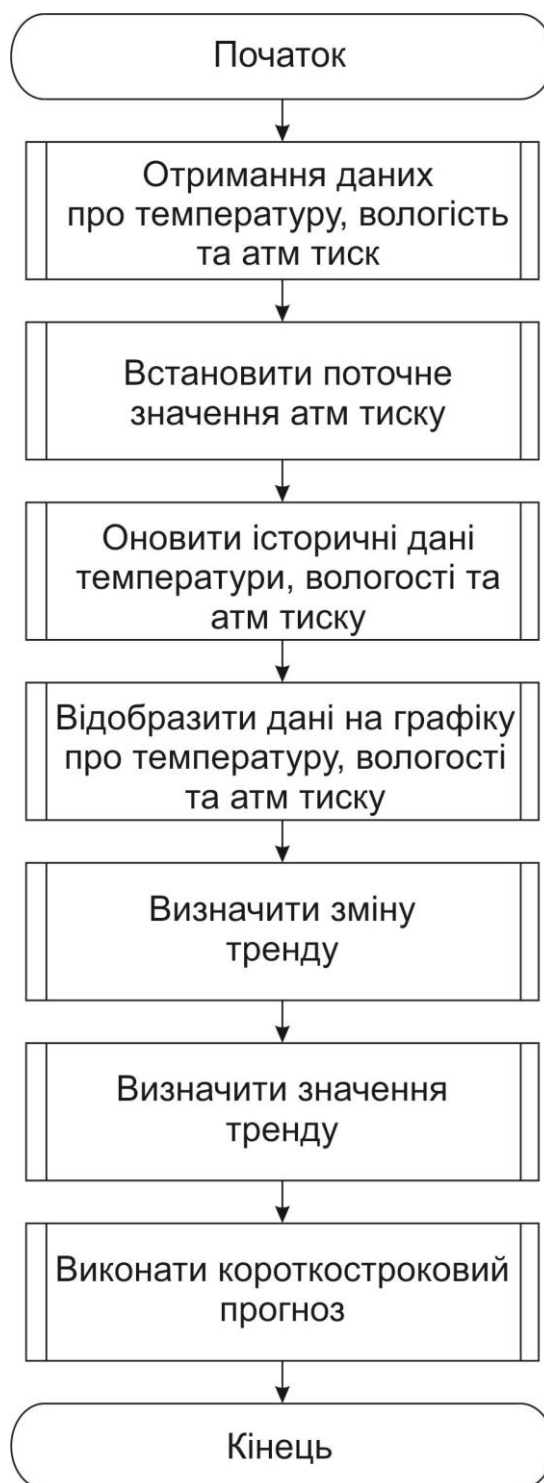 Початок
Отримання даних
про температуру, вологість
та атм тиск
Встановити поточне
значення атм тиску
Оновити історичні дані
температури, вологості та
атм тиску
Відобразити дані на графіку
про температуру, вологості
та атм тиску
Визначити зміну
тренду
Визначити значення
тренду
Виконати короткостроковий
прогноз
Кінець